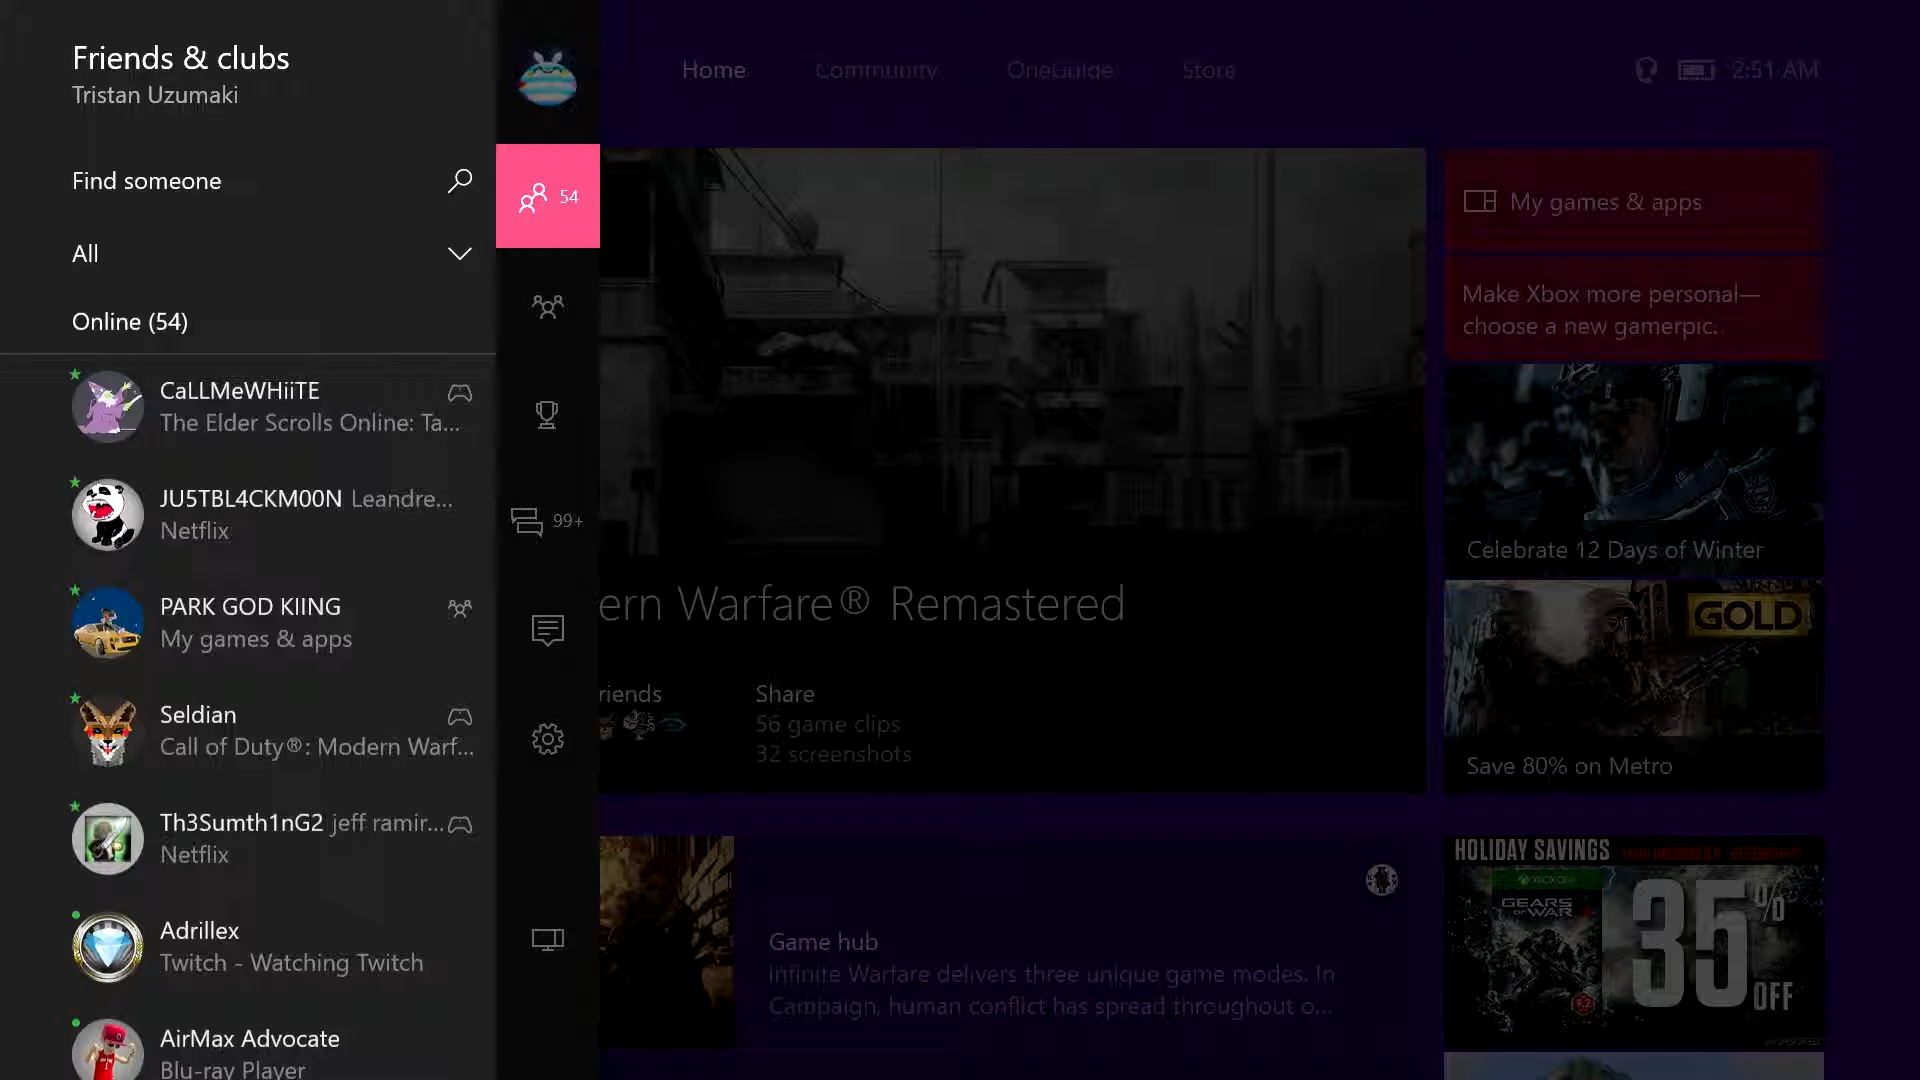 Friends & clubs
Tristan Uzumaki
Find someone
All
Online (54)
CaLLMeWHiiTE
The Elder Scrolls Online: Ta...
JU5TBL4CKM00N Leandre...
Netflix
PARK GOD KIING
My games & apps
Seldian
Call of Duty®: Modern Warf...
Th3Sumth1nG2 jeff ramir...
Netflix
Adrillex
Twitch - Watching Twitch
AirMax Advocate
Blu-ray Player
54
99+
Home
Community
OneGuide
Store
2:51 AM
ern Warfare® Remastered
riends
Share
56 game clips
32 screenshots
Game hub
Infinite Warfare delivers three unique game modes. In
Campaign, human conflict has spread throughout o...
My games & apps
Make Xbox more personal—
choose a new gamerpic.
Celebrate 12 Days of Winter
GOLD
Save 80% on Metro
HOLIDAY SAVINGS
XBOX ONE
GEARS
OF WAR
35%
OFF